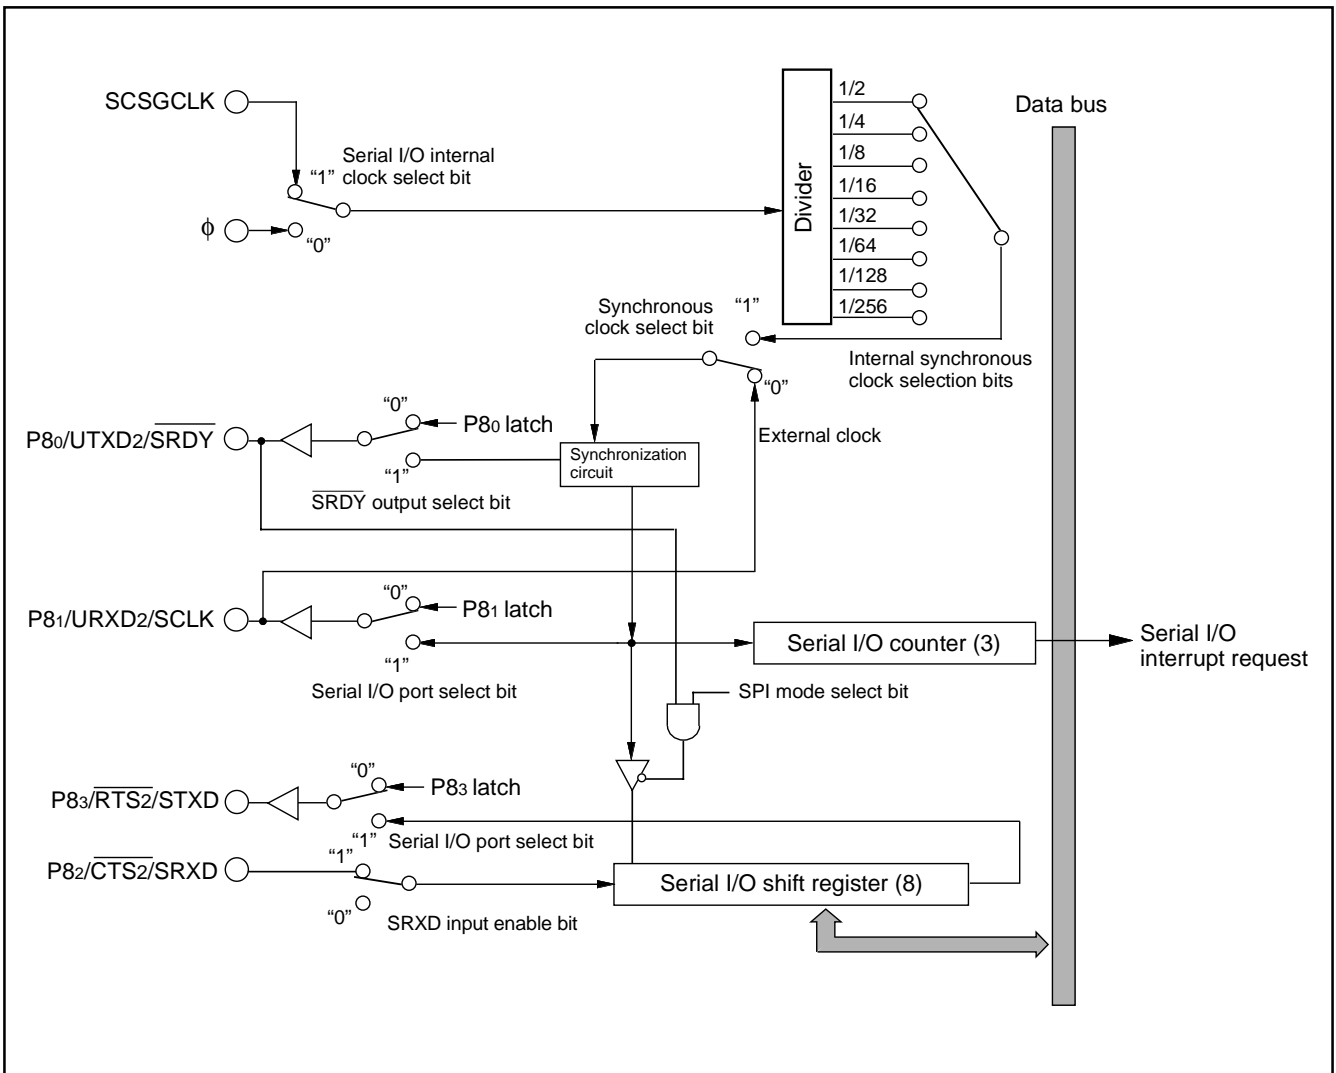 SCSGCLK
Serial I/O internal
clock select bit
“1”
ϕ
“0”
Divider
1/2
1/4
1/8
1/16
1/32
1/64
1/128
1/256
Data bus
Synchronous
clock select bit
“1”
“0”
Internal synchronous
clock selection bits
External clock
P80/UTXD2/SRDY
“0”
P80 latch
“1”
SRDY output select bit
Synchronization
circuit
P81/URXD2/SCLK
“0”
P81 latch
“1”
Serial I/O port select bit
Serial I/O counter (3)
Serial I/O
interrupt request
SPI mode select bit
P83/RTS2/STXD
“0”
P83 latch
“1”
Serial I/O port select bit
P82/CTS2/SRXD
“1”
“0”
SRXD input enable bit
Serial I/O shift register (8)